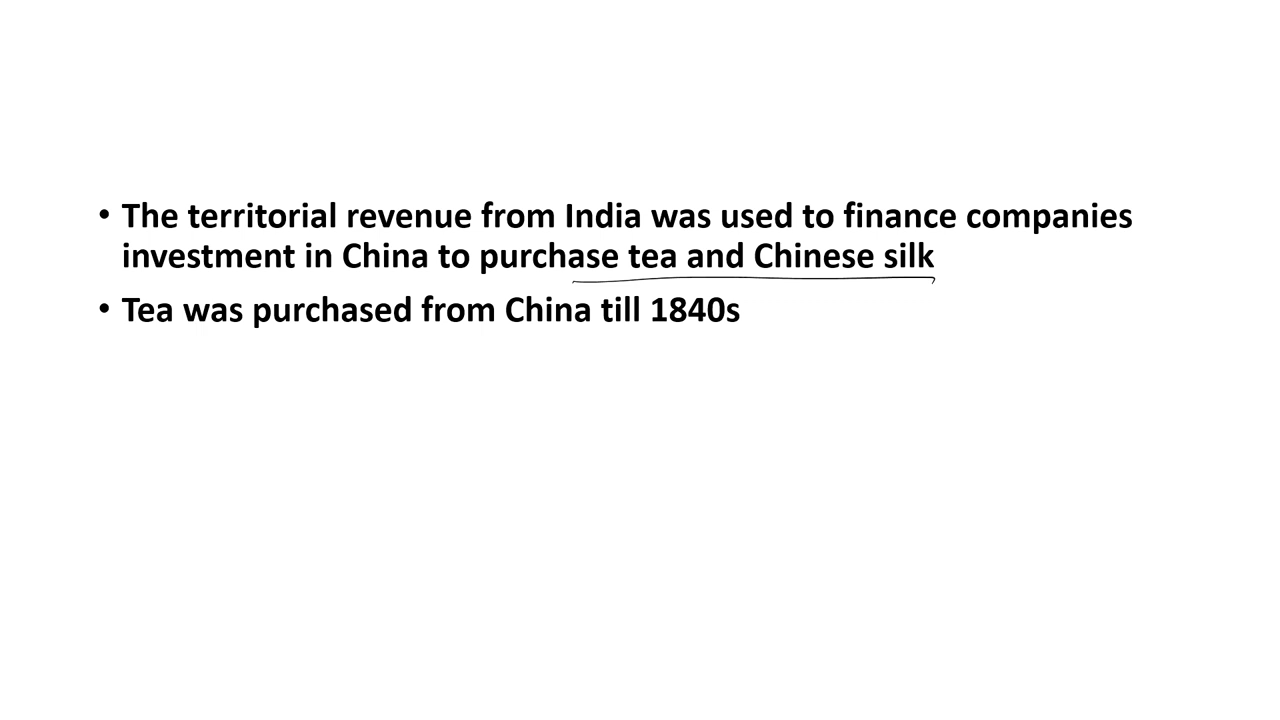 • The territorial revenue from India was used to finance companies
investment in China to purchase tea and Chinese silk
• Tea was purchased from China till 1840s